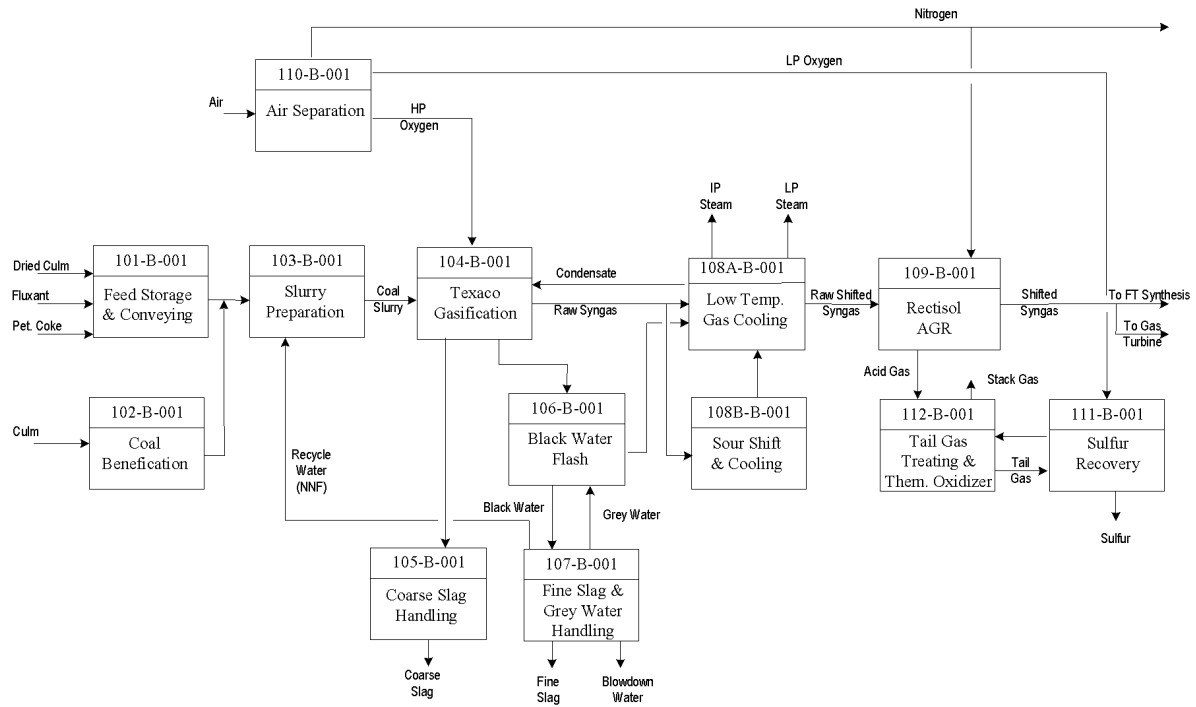 Nitrogen
110-B-001
Air Separation
LP Oxygen
Air
HP
Oxygen
IP
Steam
LP
Steam
Dried Culm
Fluxant
Pet. Coke
101-B-001
Feed Storage
& Conveying
103-B-001
Slurry
Preparation
Coal
Slurry
104-B-001
Texaco
Gasification
Condensate
Raw Syngas
108A-B-001
Low Temp.
Gas Cooling
Raw Shifted
Syngas
109-B-001
Rectisol
AGR
Shifted
Syngas
To FT Synthesis
To Gas
Turbine
Culm
102-B-001
Coal
Benefication
Recycle
Water
(NNF)
106-B-001
Black Water
Flash
108B-B-001
Sour Shift
& Cooling
Acid Gas
Stack Gas
112-B-001
Tail Gas
Treating &
Them. Oxidizer
Tail
Gas
111-B-001
Sulfur
Recovery
Sulfur
Black Water
Grey Water
105-B-001
Coarse Slag
Handling
107-B-001
Fine Slag &
Grey Water
Handling
Coarse
Slag
Fine
Slag
Blowdown
Water